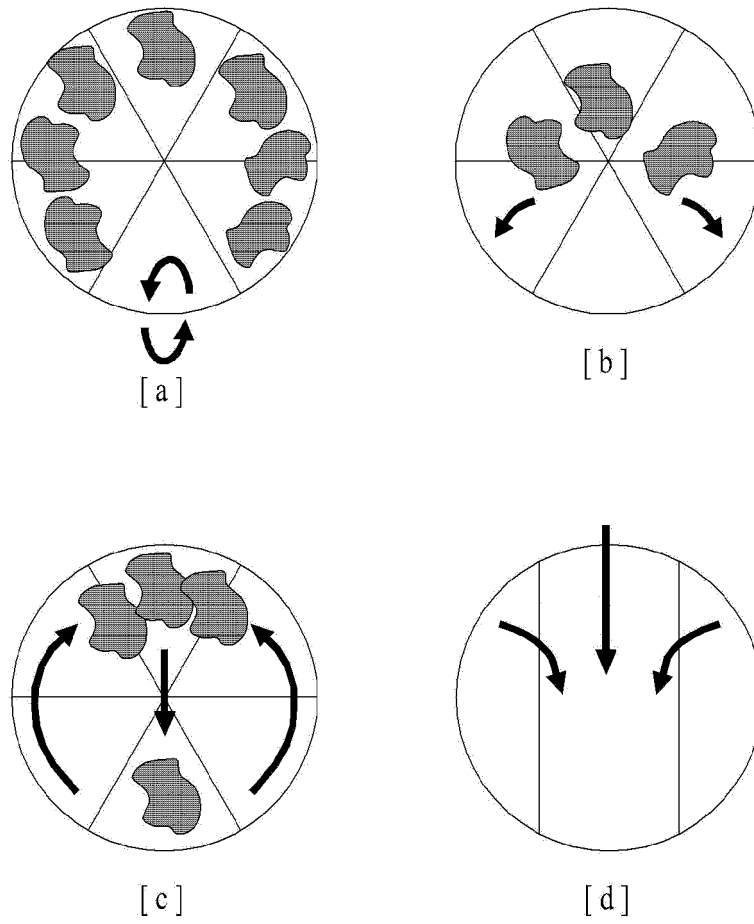 [ a ]
[ b ]
[ c ]
[ d ]